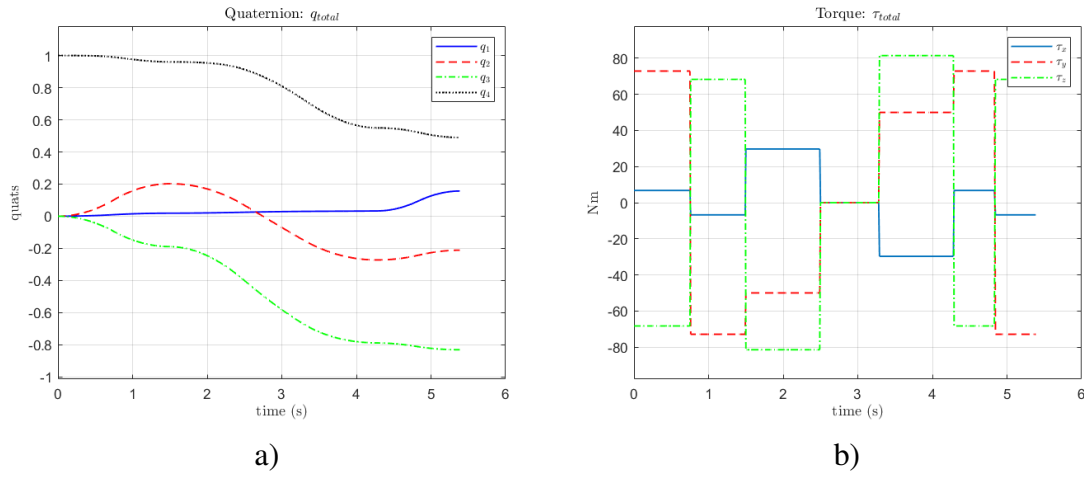 Quaternion: q_total
1
0.8
0.6
0.4
0.2
0
-0.2
-0.4
-0.6
-0.8
-1
quats
q₁
q₂
q₃
q₄
0 1 2 3 4 5 6
time (s)
a)
Torque: τ_total
80
60
40
20
0
-20
-40
-60
-80
Nm
τₓ
τ_y
τ_z
0 1 2 3 4 5 6
time (s)
b)